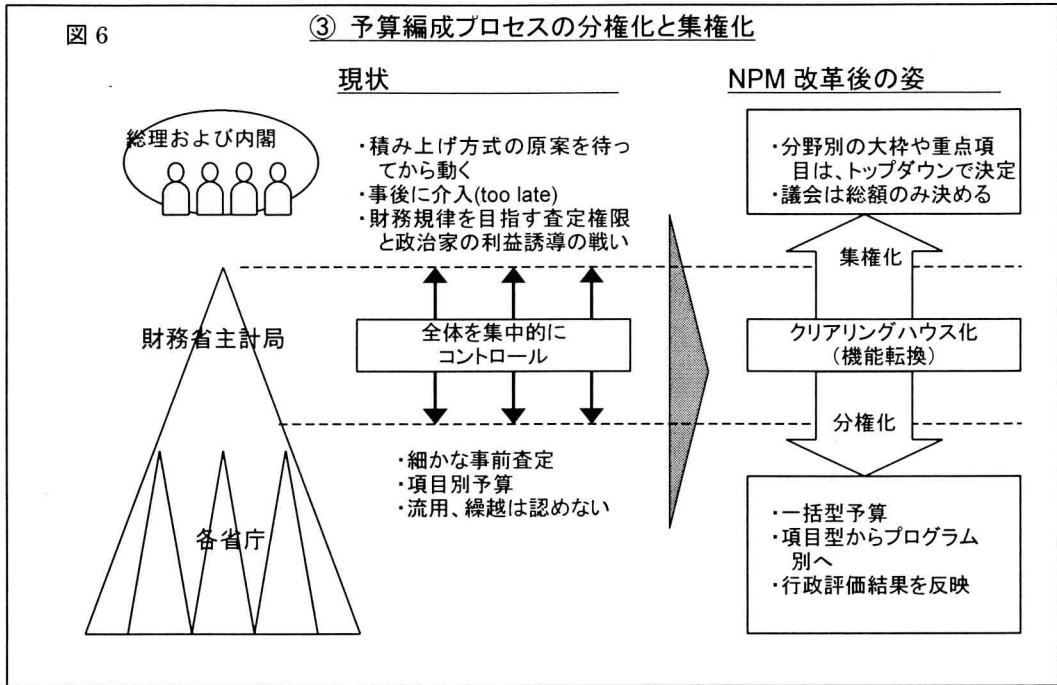 図6
③ 予算編成プロセスの分権化と集権化
現状
NPM 改革後の姿
総理および内閣
・積み上げ方式の原案を待っ
てから動く
・事後に介入(too late)
・財務規律を目指す査定権限
と政治家の利益誘導の戦い
・分野別の大枠や重点項
目は、トップダウンで決定
・議会は総額のみ決める
集権化
財務省主計局
全体を集中的に
コントロール
クリアリングハウス化
(機能転換)
分権化
・細かな事前査定
・項目別予算
・流用、繰越は認めない
各省庁
・一括型予算
・項目型からプログラム
別へ
・行政評価結果を反映